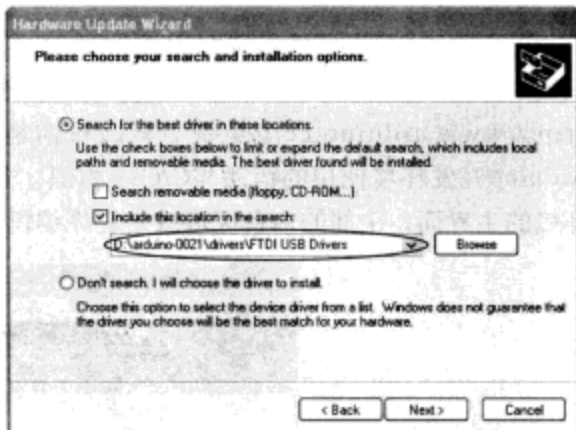 Hardware Update Wizard
Please choose your search and installation options.
Search for the best driver in these locations.
Use the check boxes below to limit or expand the default search, which includes local
paths and removable media. The best driver found will be installed.
Search removable media (floppy, CD-ROM...)
Include this location in the search:
D:\arduino-0021\drivers\FTDI USB Drivers
Browse
Don't search. I will choose the driver to install.
Choose this option to select the device driver from a list. Windows does not guarantee that
the driver you choose will be the best match for your hardware.
< Back
Next >
Cancel